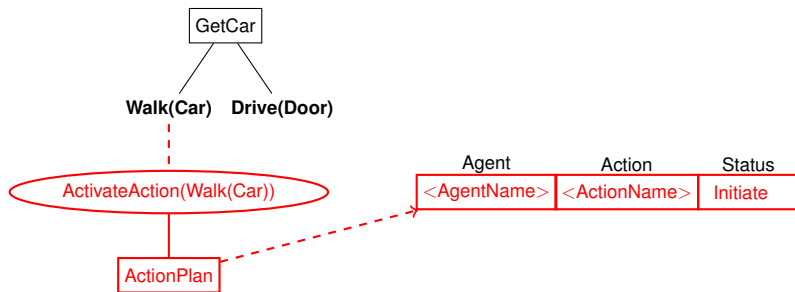 GetCar
Walk(Car) Drive(Door)
Agent Action Status
ActivateAction(Walk(Car)) <AgentName> <ActionName> Initiate
ActionPlan